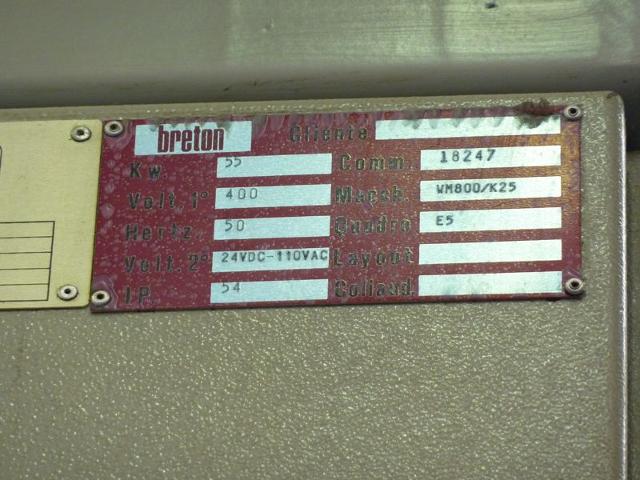 breton Cliente
Kw 55 Comm. 18247
Volt.1° 400 Macch. WM800/K25
Hertz. 50 Quadro E5
Volt.2° 24VDC-110VAC Layout
IP 54 Collaud.